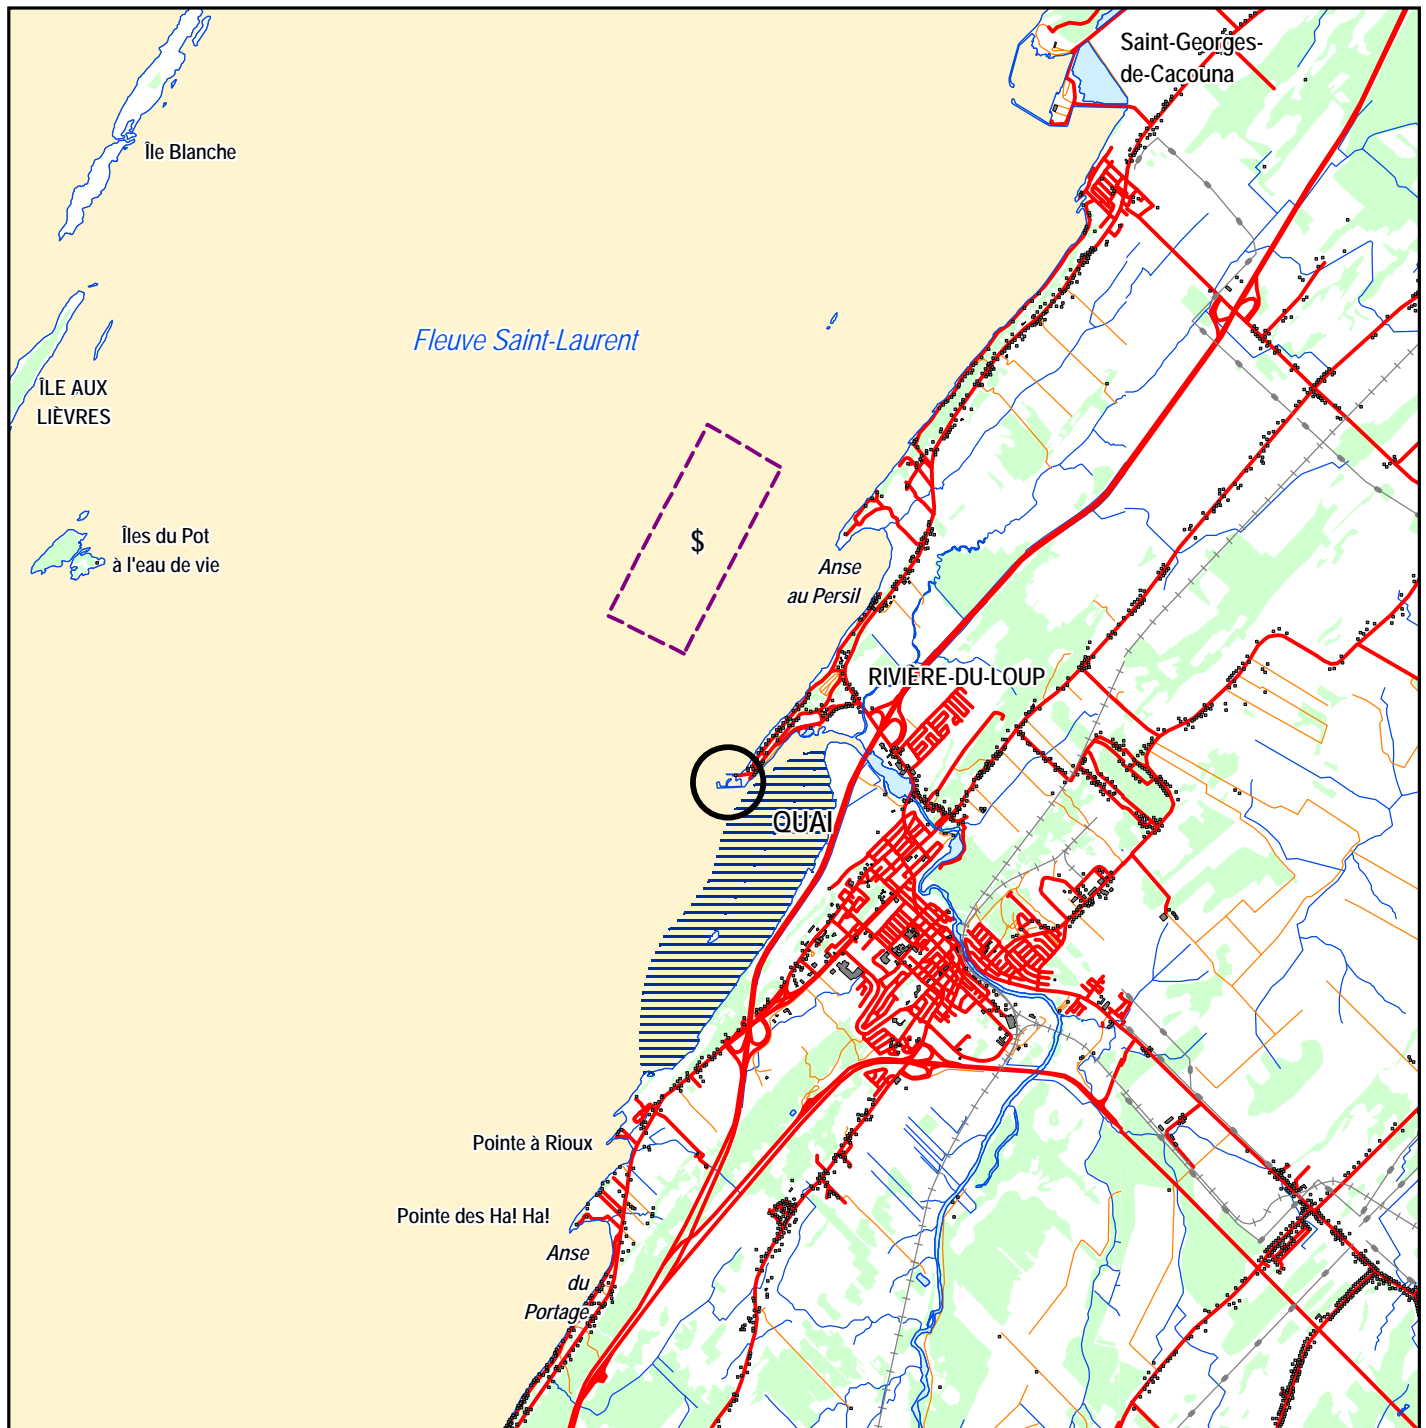 Saint-Georges-
de-Cacouna
Île Blanche
Fleuve Saint-Laurent
ÎLE AUX
LIÈVRES
$
Îles du Pot
à l'eau de vie
Anse
au Persil
RIVIÈRE-DU-LOUP
QUAI
Pointe à Rioux
Pointe des Ha! Ha!
Anse
du
Portage